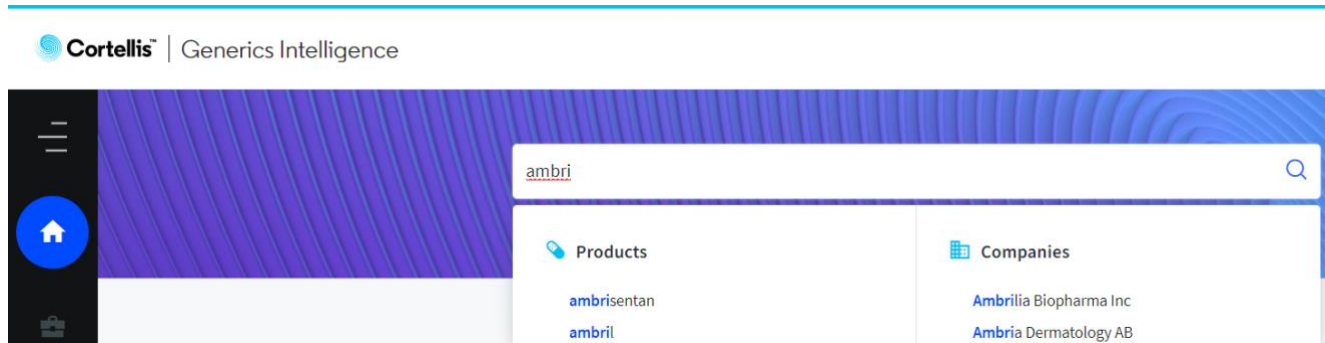 Cortellis™ | Generics Intelligence
ambri
Products
ambrisentan
ambril
Companies
Ambrilia Biopharma Inc
Ambria Dermatology AB